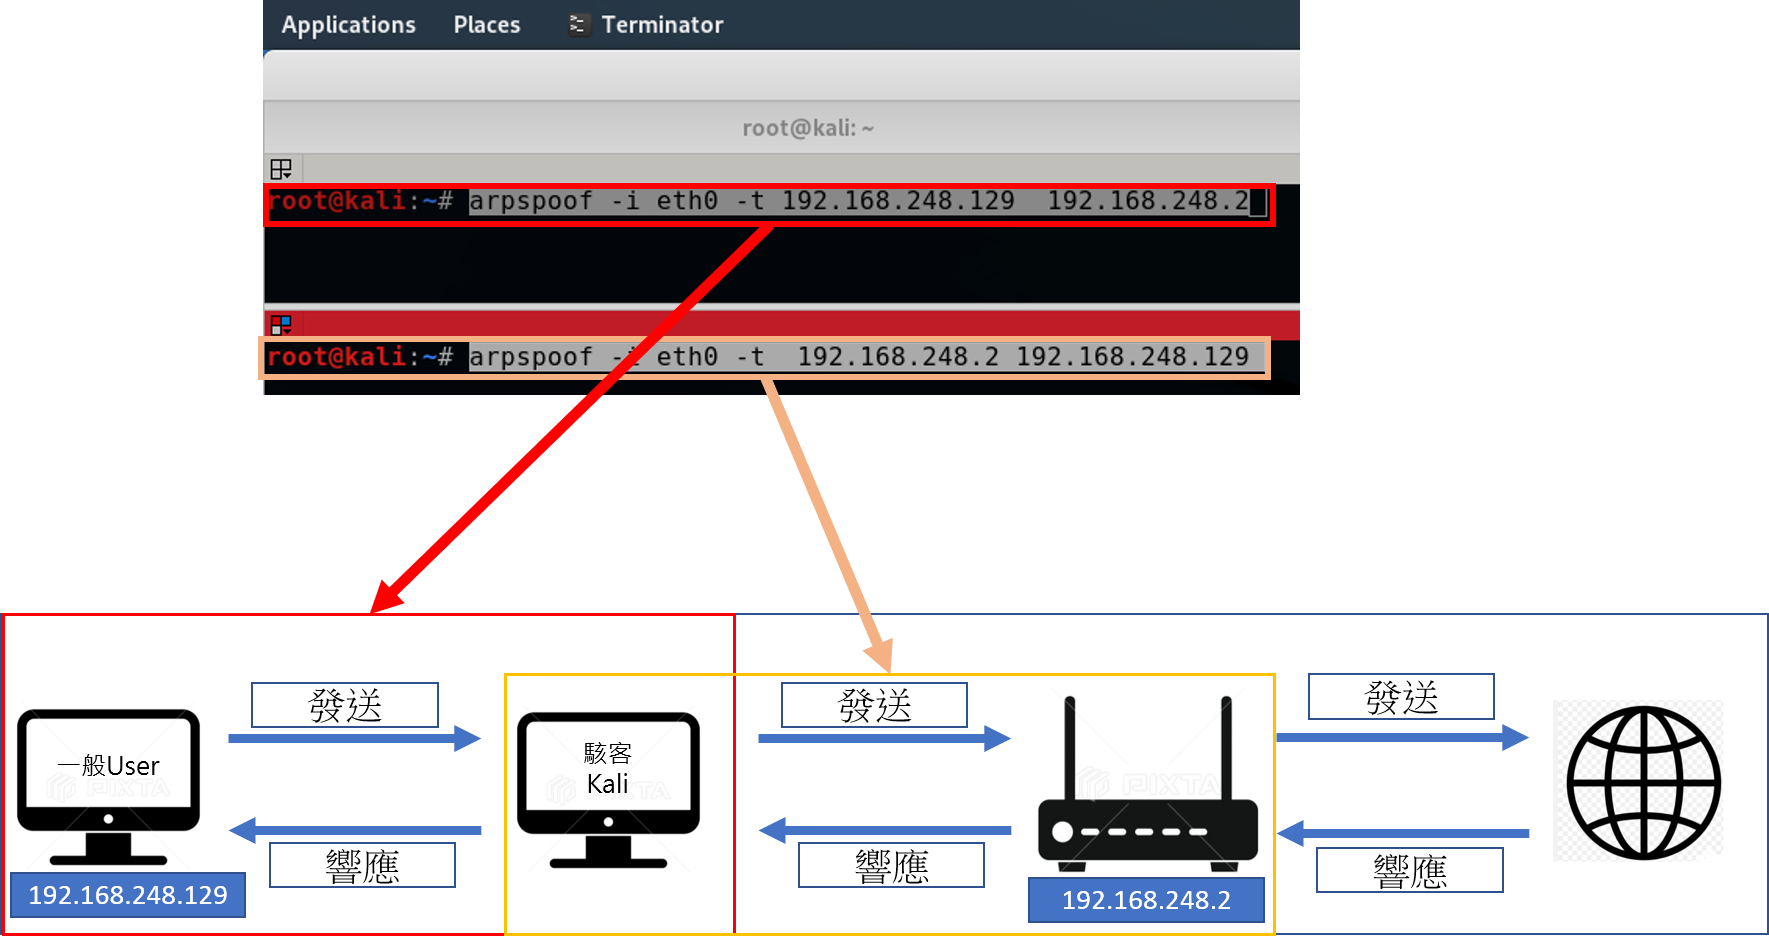 Applications Places Terminator
root@kali: ~
root@kali:~# arpspoof -i eth0 -t 192.168.248.129  192.168.248.2
root@kali:~# arpspoof -i eth0 -t  192.168.248.2 192.168.248.129
發送
發送
發送
一般User
駭客
Kali
PIXTA
PIXTA
PIXTA
響應
響應
響應
192.168.248.129
192.168.248.2